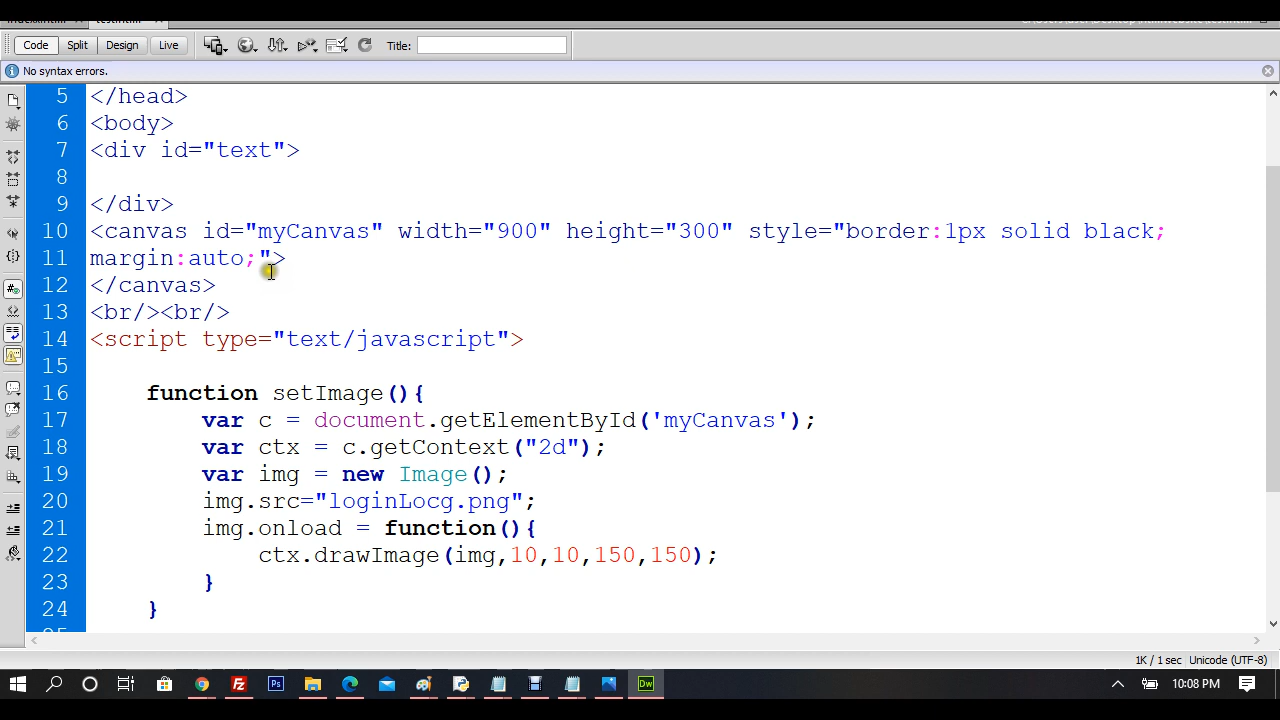 Code Split Design Live Title:
No syntax errors.
5 </head>
6 <body>
7 <div id="text">
8
9 </div>
10 <canvas id="myCanvas" width="900" height="300" style="border:1px solid black;
11 margin:auto;">
12 </canvas>
13 <br/><br/>
14 <script type="text/javascript">
15
16 function setImage(){
17 var c = document.getElementById('myCanvas');
18 var ctx = c.getContext("2d");
19 var img = new Image();
20 img.src="loginLocg.png";
21 img.onload = function(){
22 ctx.drawImage(img,10,10,150,150);
23 }
24 }
1K / 1 sec Unicode (UTF-8)
Ps Fz Dw 10:08 PM